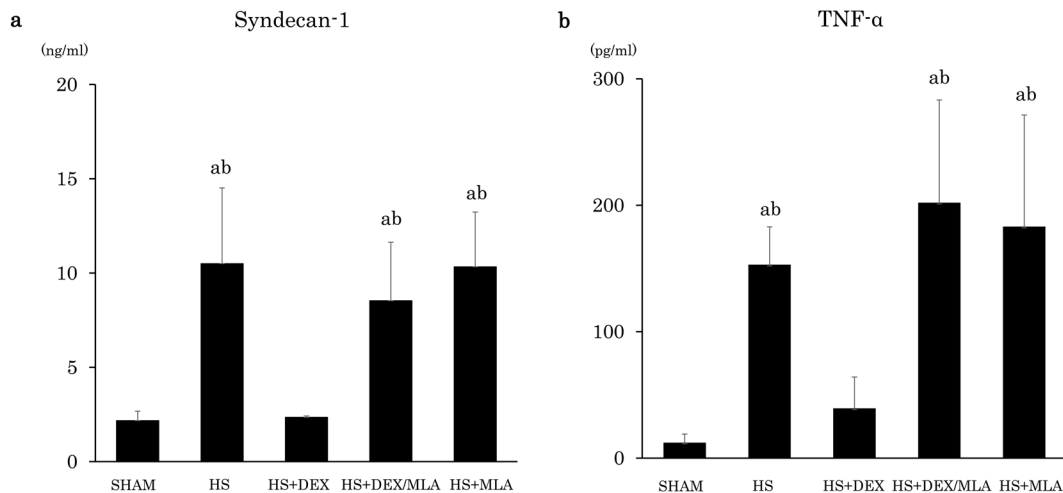 a
Syndecan-1
(ng/ml)
20
15
10
5
0
ab
ab
ab
SHAM
HS
HS+DEX
HS+DEX/MLA
HS+MLA
b
TNF-α
(pg/ml)
300
200
100
0
ab
ab
ab
SHAM
HS
HS+DEX
HS+DEX/MLA
HS+MLA